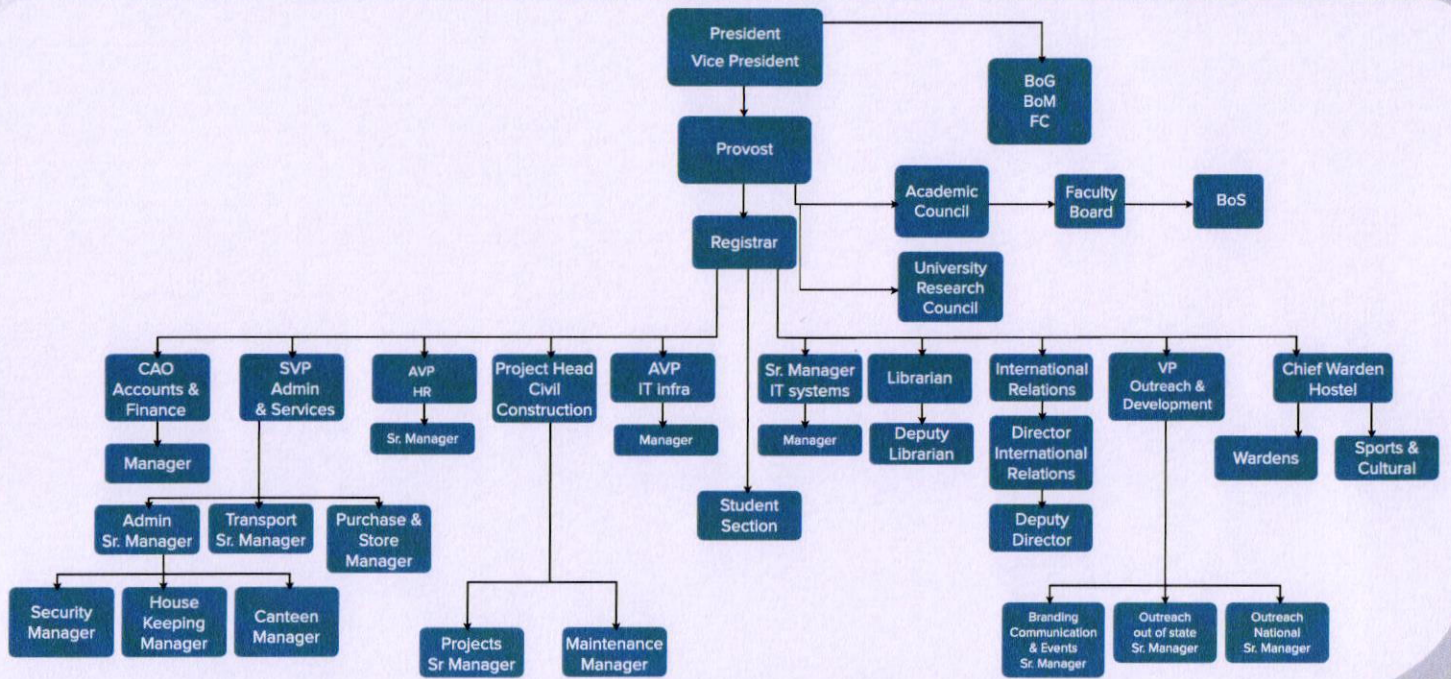 President
Vice President
BoG
BoM
FC
Provost
Academic
Council
Faculty
Board
BoS
Registrar
University
Research
Council
CAO
Accounts &
Finance
SVP
Admin
& Services
AVP
HR
Project Head
Civil
Construction
AVP
IT infra
Sr. Manager
IT systems
Librarian
International
Relations
VP
Outreach &
Development
Chief Warden
Hostel
Manager
Sr. Manager
Manager
Manager
Deputy
Librarian
Director
International
Relations
Wardens
Sports &
Cultural
Admin
Sr. Manager
Transport
Sr. Manager
Purchase &
Store
Manager
Student
Section
Deputy
Director
Security
Manager
House
Keeping
Manager
Canteen
Manager
Projects
Sr Manager
Maintenance
Manager
Branding
Communication
& Events
Sr. Manager
Outreach
out of state
Sr. Manager
Outreach
National
Sr. Manager